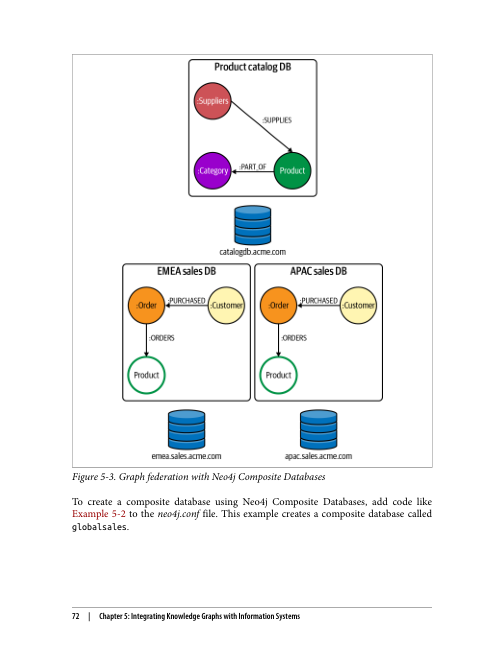 Product catalog DB
:Suppliers
:SUPPLIES
:Category
:PART_OF
Product
catalogdb.acme.com
EMEA sales DB
:Order
:PURCHASED
:Customer
:ORDERS
Product
emea.sales.acme.com
APAC sales DB
:Order
:PURCHASED
:Customer
:ORDERS
Product
apac.sales.acme.com
Figure 5-3. Graph federation with Neo4j Composite Databases
To create a composite database using Neo4j Composite Databases, add code like
Example 5-2 to the neo4j.conf file. This example creates a composite database called
globalsales.
72 | Chapter 5: Integrating Knowledge Graphs with Information Systems